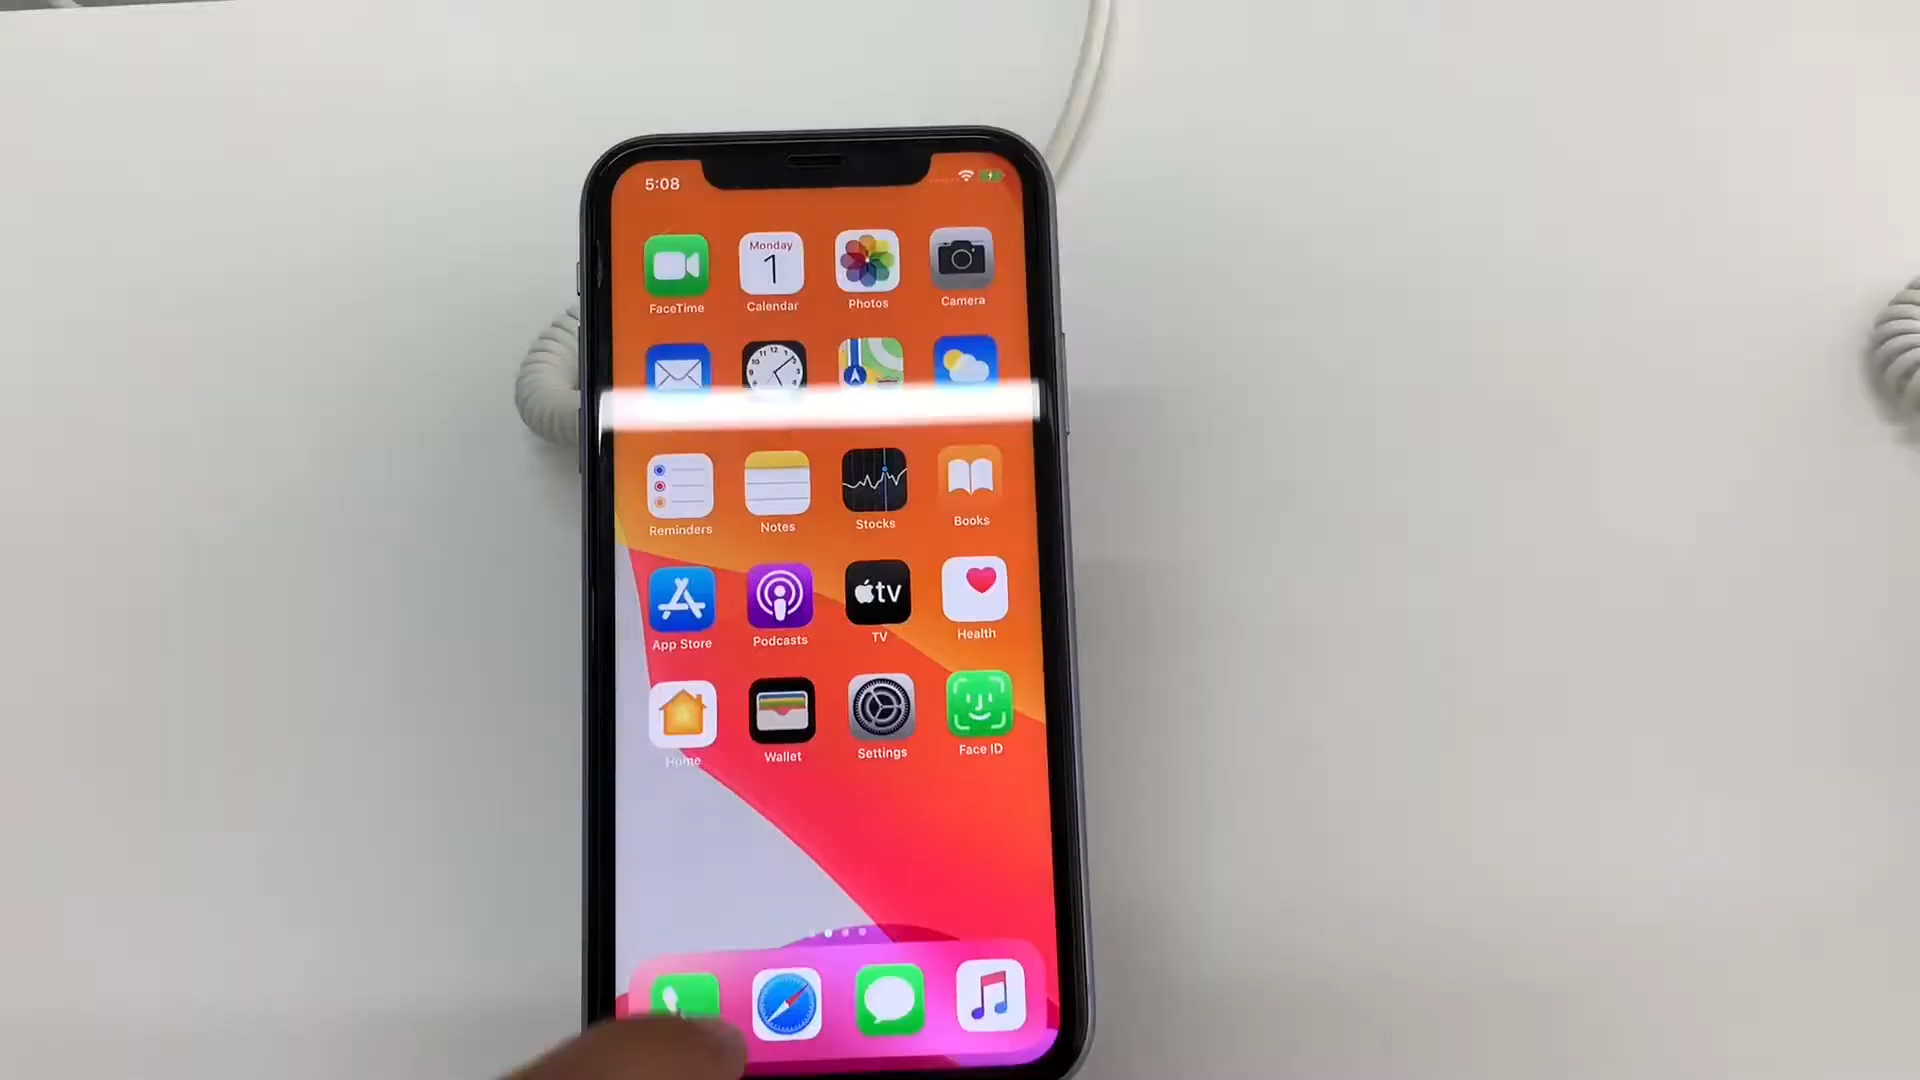 5:08
Monday
1
FaceTime Calendar Photos Camera
Reminders Notes Stocks Books
tv
App Store Podcasts TV Health
Home Wallet Settings Face ID